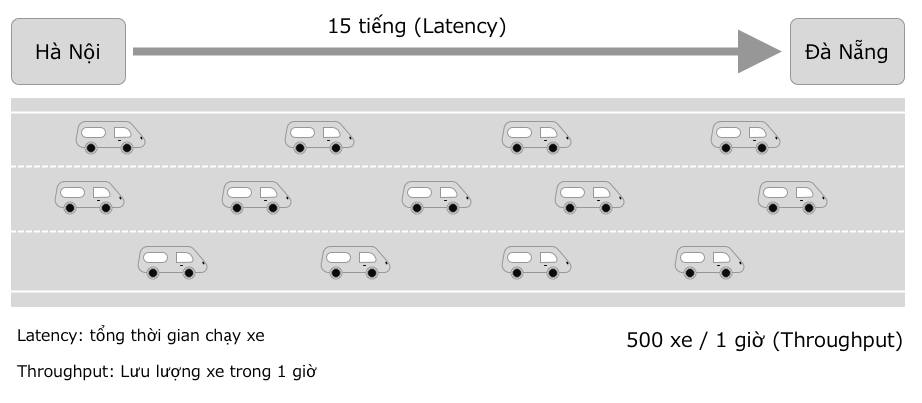 15 tiếng (Latency)
Hà Nội
Đà Nẵng
Latency: tổng thời gian chạy xe
500 xe / 1 giờ (Throughput)
Throughput: Lưu lượng xe trong 1 giờ